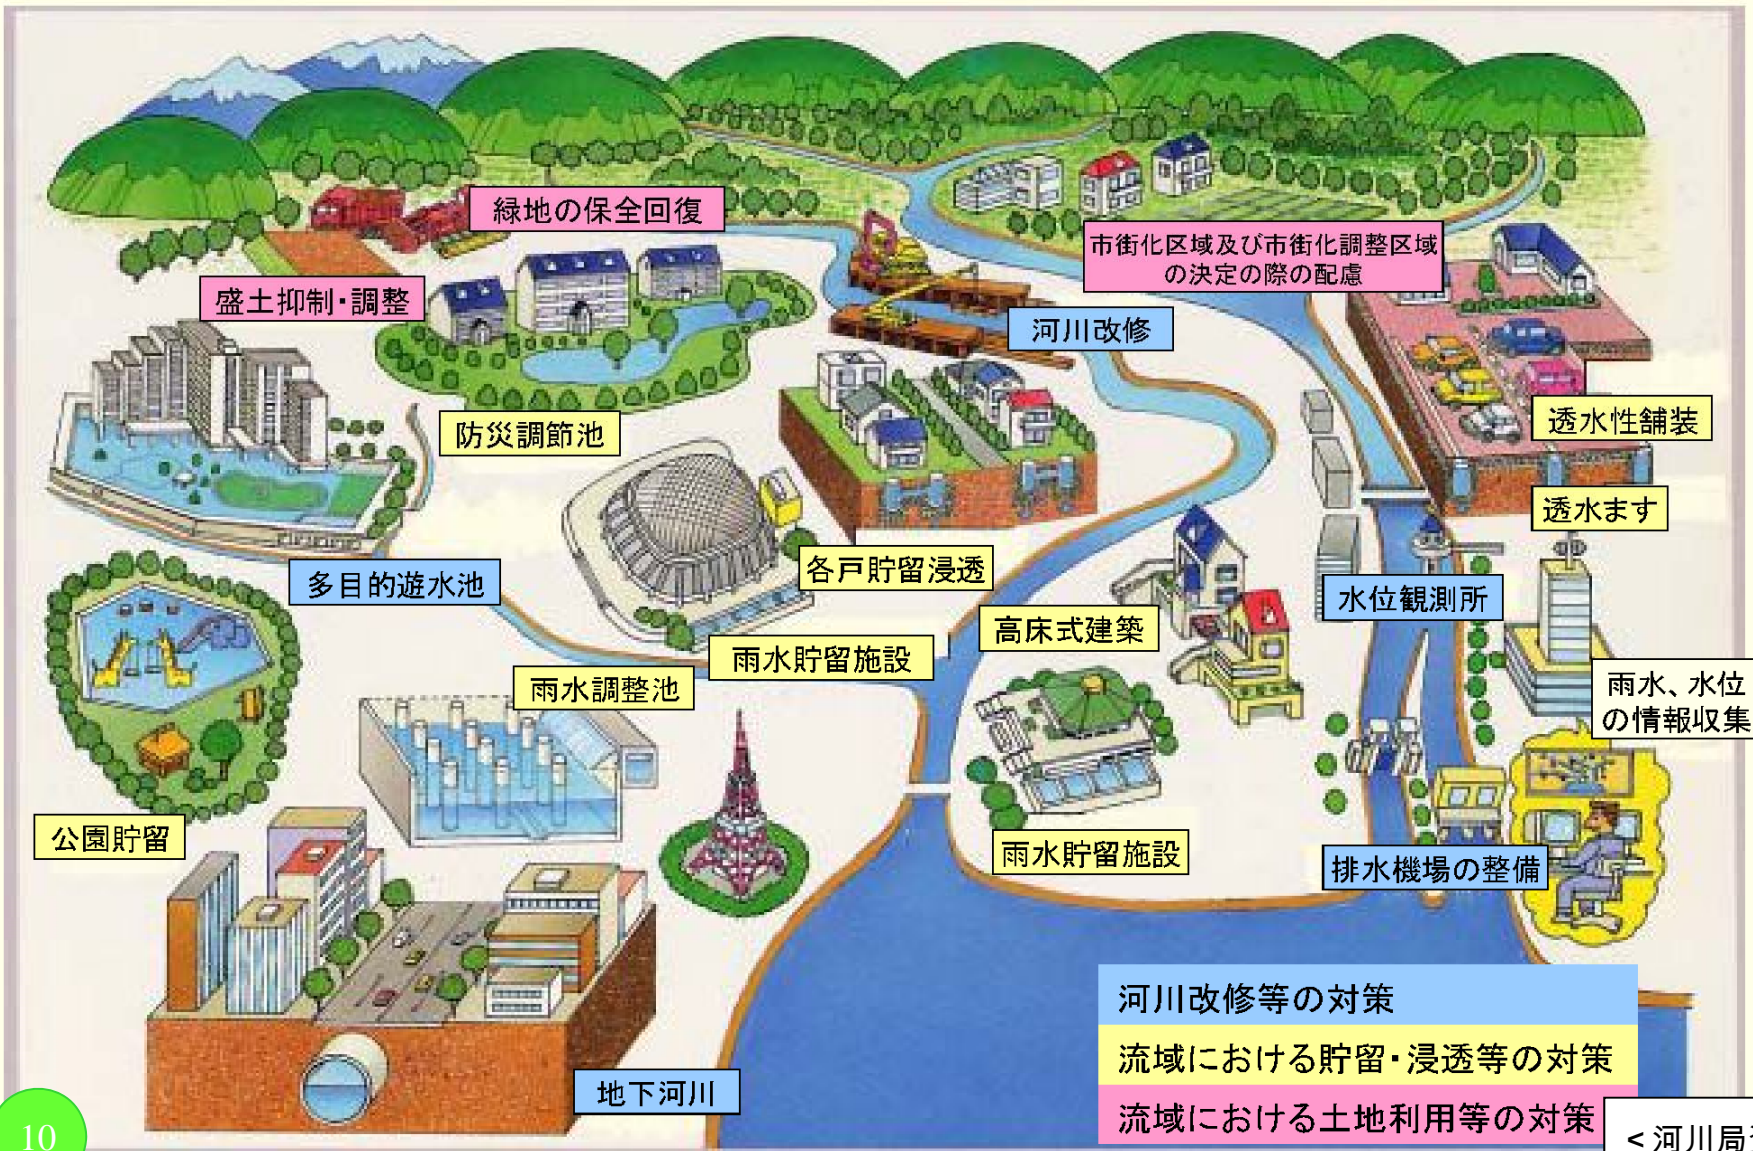 緑地の保全回復
市街化区域及び市街化調整区域
の決定の際の配慮
盛土抑制・調整
河川改修
防災調節池
透水性舗装
透水ます
各戸貯留浸透
多目的遊水池
水位観測所
高床式建築
雨水貯留施設
雨水調整池
雨水、水位
の情報収集
公園貯留
雨水貯留施設
排水機場の整備
地下河川
河川改修等の対策
流域における貯留・浸透等の対策
流域における土地利用等の対策
<河川局
10